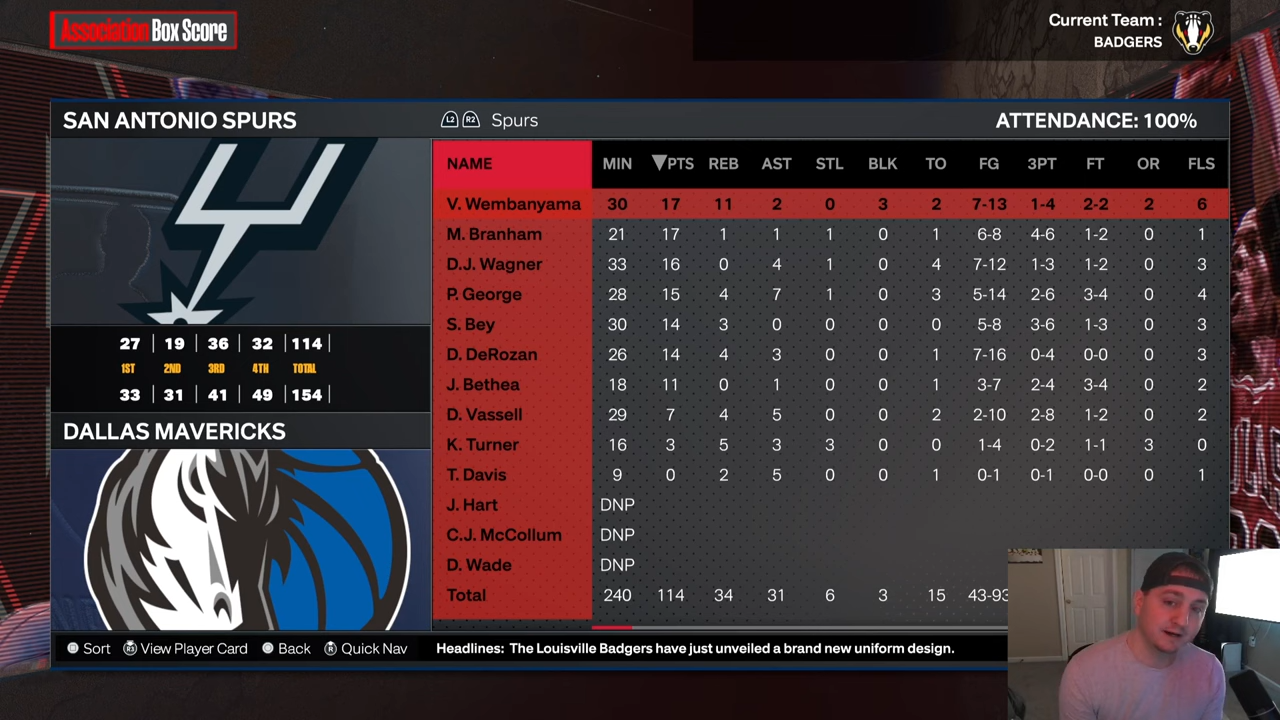 Association Box Score
Current Team :
BADGERS
SAN ANTONIO SPURS
L2 R2 Spurs
ATTENDANCE: 100%
NAME MIN PTS REB AST STL BLK TO FG 3PT FT OR FLS
V. Wembanyama 30 17 11 2 0 3 2 7-13 1-4 2-2 2 6
M. Branham 21 17 1 1 1 0 1 6-8 4-6 1-2 0 1
D.J. Wagner 33 16 0 4 1 0 4 7-12 1-3 1-2 0 3
P. George 28 15 4 7 1 0 3 5-14 2-6 3-4 0 4
S. Bey 30 14 3 0 0 0 0 5-8 3-6 1-3 0 3
D. DeRozan 26 14 4 3 0 0 1 7-16 0-4 0-0 0 3
J. Bethea 18 11 0 1 0 0 1 3-7 2-4 3-4 0 2
D. Vassell 29 7 4 5 0 0 2 2-10 2-8 1-2 0 2
K. Turner 16 3 5 3 3 0 0 1-4 0-2 1-1 3 0
T. Davis 9 0 2 5 0 0 1 0-1 0-1 0-0 0 1
J. Hart DNP
C.J. McCollum DNP
D. Wade DNP
Total 240 114 34 31 6 3 15 43-93
27 | 19 | 36 | 32 | 114 |
1ST 2ND 3RD 4TH TOTAL
33 | 31 | 41 | 49 | 154 |
DALLAS MAVERICKS
Sort R3 View Player Card Back R Quick Nav
Headlines: The Louisville Badgers have just unveiled a brand new uniform design.